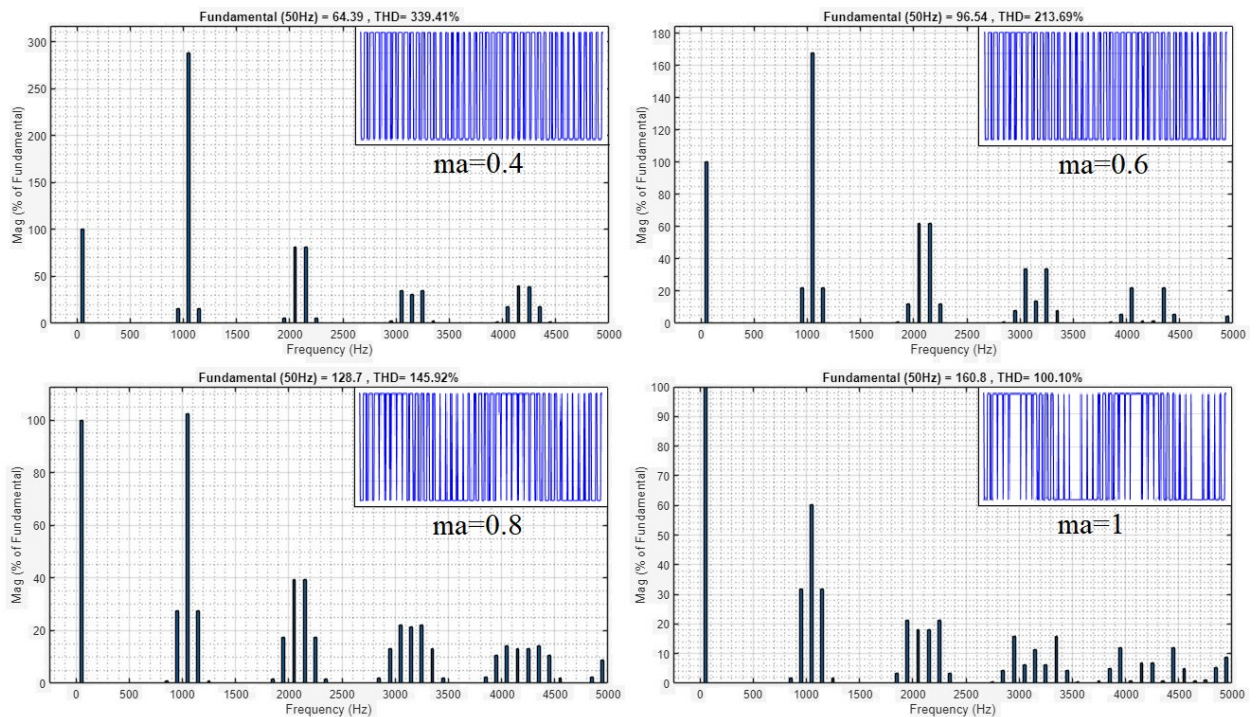 Fundamental (50Hz) = 64.39 , THD= 339.41%
Mag (% of Fundamental)
300
250
200
150
100
50
0
ma=0.4
0 500 1000 1500 2000 2500 3000 3500 4000 4500 5000
Frequency (Hz)
Fundamental (50Hz) = 96.54 , THD= 213.69%
Mag (% of Fundamental)
180
160
140
120
100
80
60
40
20
0
ma=0.6
0 500 1000 1500 2000 2500 3000 3500 4000 4500 5000
Frequency (Hz)
Fundamental (50Hz) = 128.7 , THD= 145.92%
Mag (% of Fundamental)
100
80
60
40
20
0
ma=0.8
0 500 1000 1500 2000 2500 3000 3500 4000 4500 5000
Frequency (Hz)
Fundamental (50Hz) = 160.8 , THD= 100.10%
Mag (% of Fundamental)
100
90
80
70
60
50
40
30
20
10
0
ma=1
0 500 1000 1500 2000 2500 3000 3500 4000 4500 5000
Frequency (Hz)